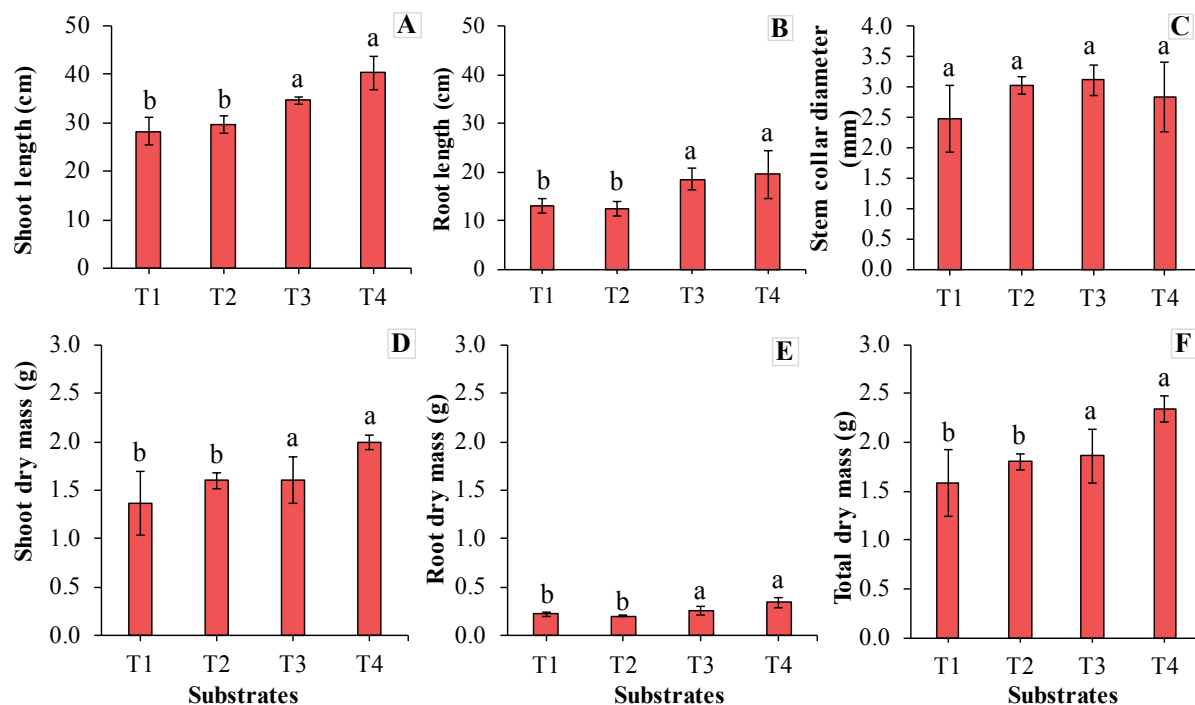 A
Shoot length (cm)
50
40
30
20
10
0
b
b
a
a
T1
T2
T3
T4
B
Root length (cm)
50
40
30
20
10
0
b
b
a
a
T1
T2
T3
T4
C
Stem collar diameter
(mm)
4.0
3.5
3.0
2.5
2.0
1.5
1.0
0.5
0.0
a
a
a
a
T1
T2
T3
T4
D
Shoot dry mass (g)
3.0
2.5
2.0
1.5
1.0
0.5
0.0
b
b
a
a
T1
T2
T3
T4
Substrates
E
Root dry mass (g)
3.0
2.5
2.0
1.5
1.0
0.5
0.0
b
b
a
a
T1
T2
T3
T4
Substrates
F
Total dry mass (g)
3.0
2.5
2.0
1.5
1.0
0.5
0.0
b
b
a
a
T1
T2
T3
T4
Substrates